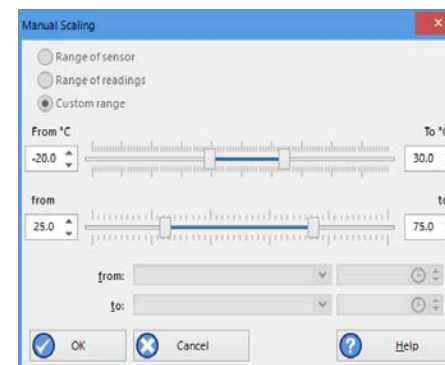 Manual Scaling
Range of sensor
Range of readings
Custom range
From °C To °
-20.0 30.0
from
25.0 75.0
from:
to:
OK Cancel Help